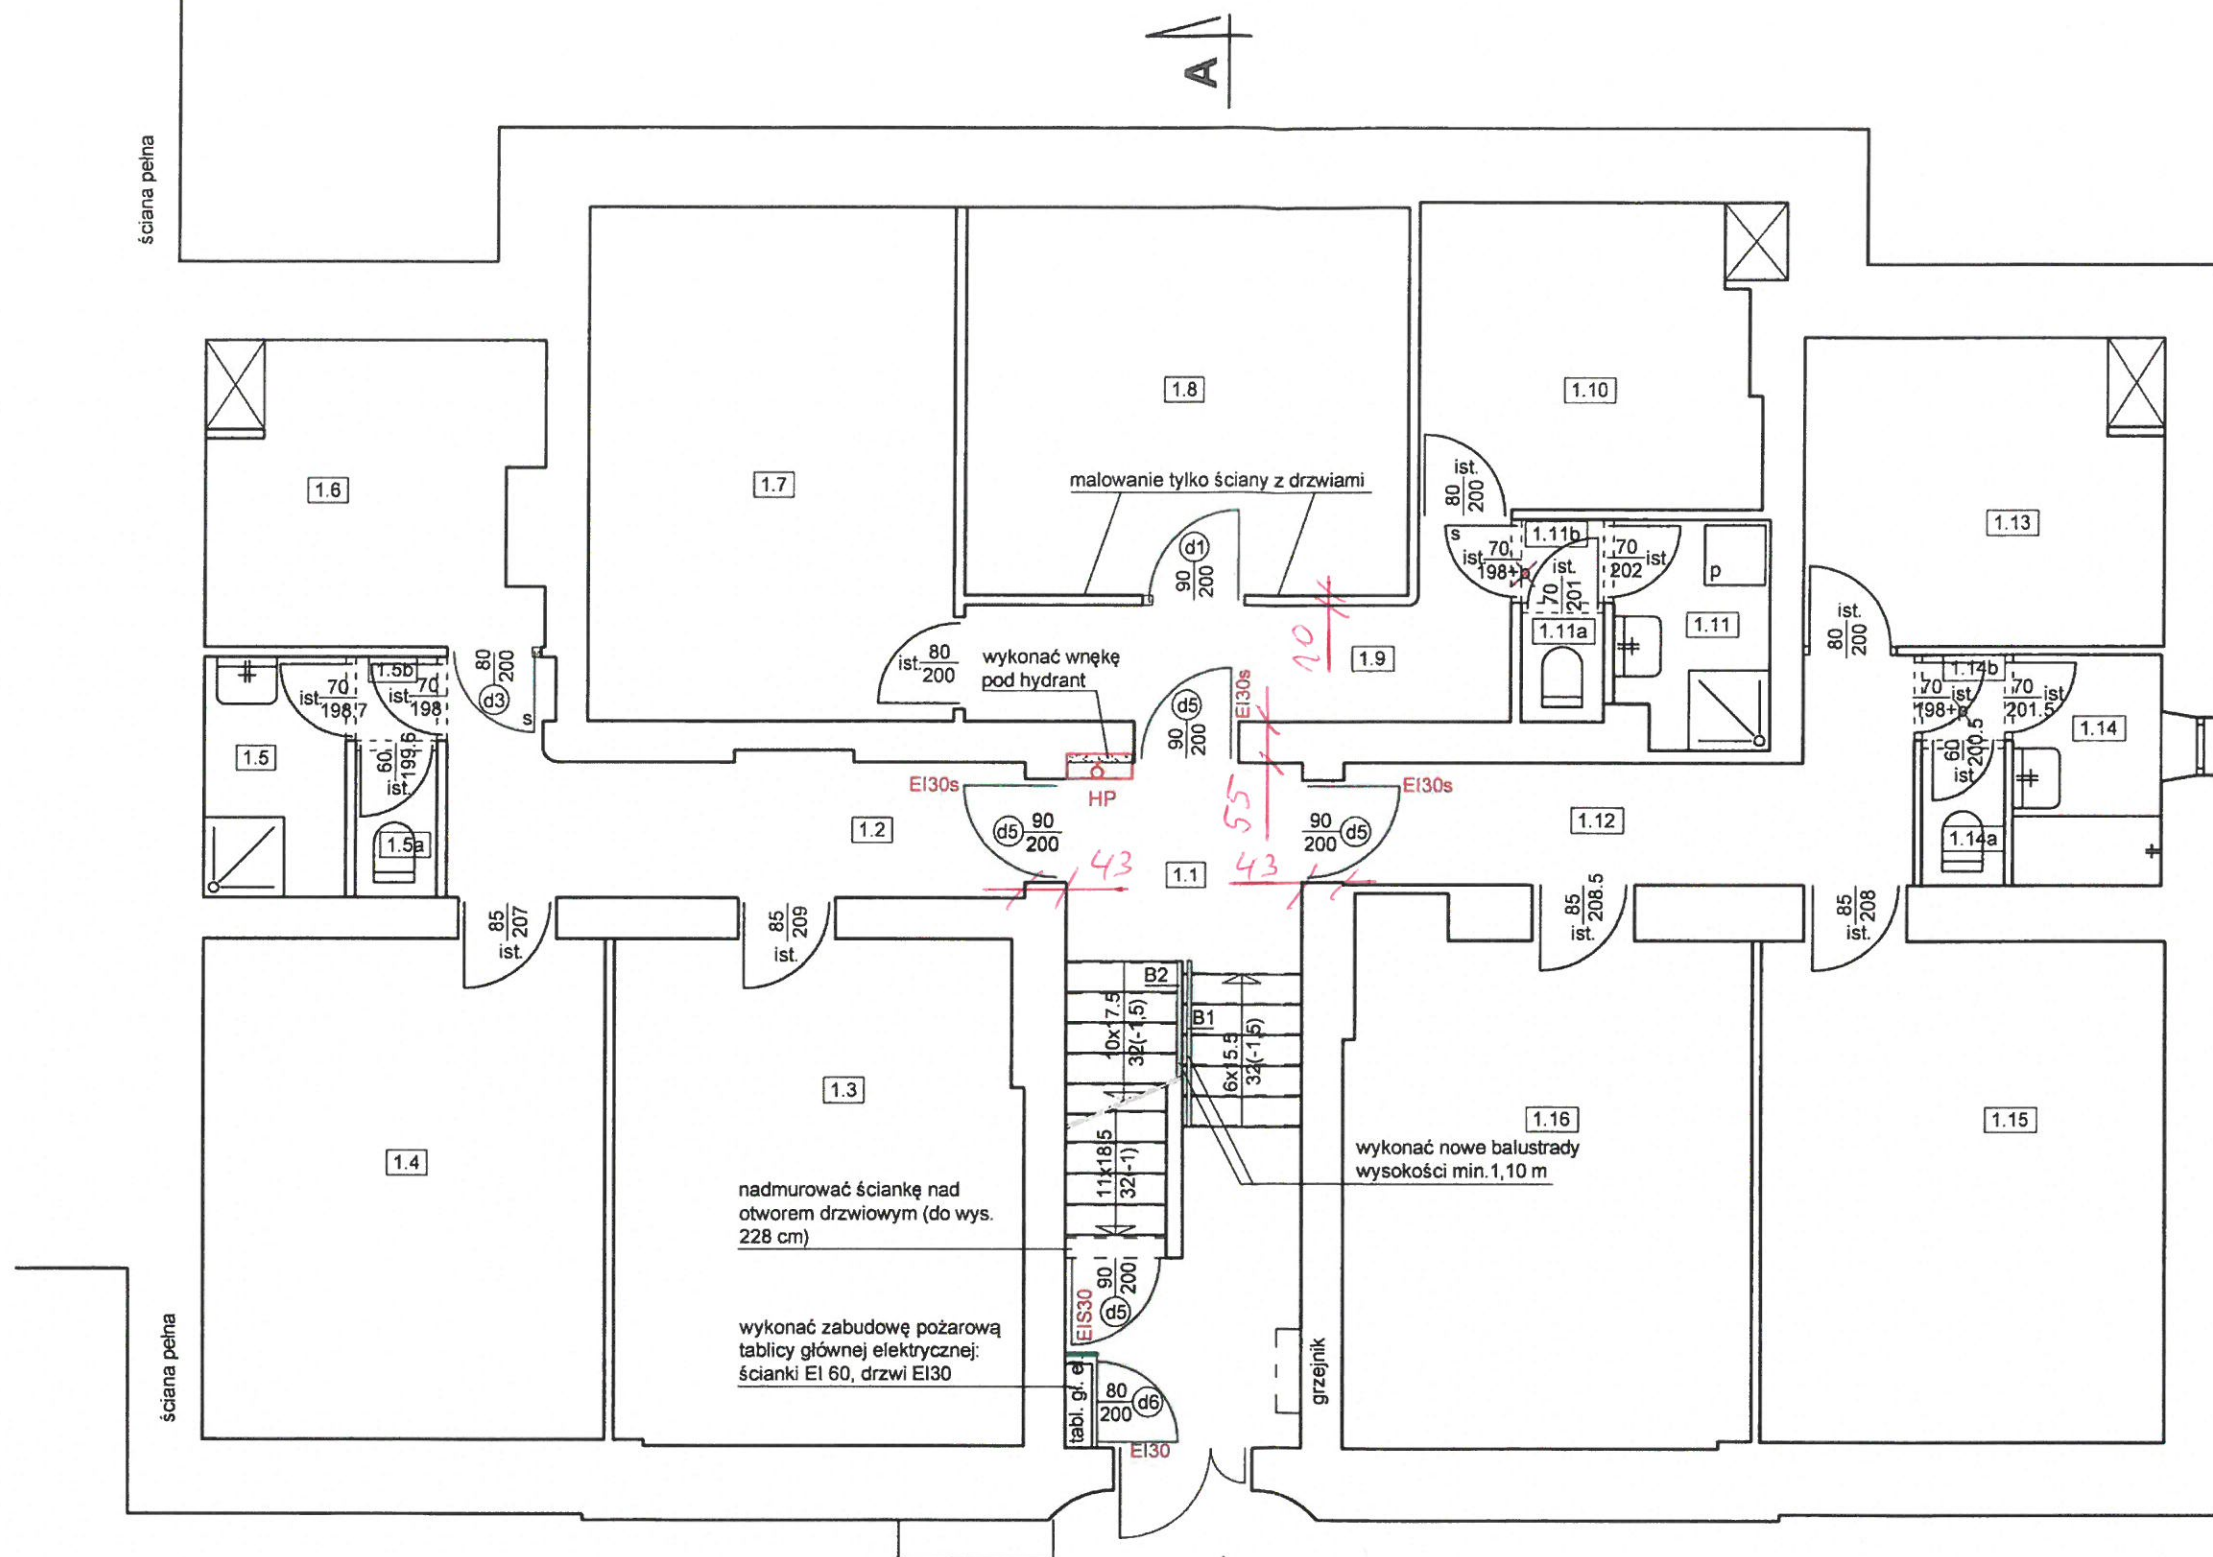 A
ściana pełna
1.6
1.7
1.8
1.10
1.13
malowanie tylko ściany z drzwiami
d1
90
200
ist.
80
200
s
ist.
70
198+p
1.11b
ist.
70
201
70
202
ist
p
1.11a
1.11
ist.
80
200
20
1.9
wykonać wnękę
pod hydrant
ist.
80
200
80
200
d3
s
1.5b
ist.
70
198.7
ist.
70
198
1.5
60
199.6
ist.
1.5a
d5
90
200
EI30s
1.14b
70
198+p
ist
70
201.5
ist
60
200.5
ist
1.14
1.14a
EI30s
HP
55
EI30s
1.2
d5
90
200
90
200
d5
1.12
43
1.1
43
85
207
ist.
85
209
ist.
85
208.5
ist.
85
208
ist.
B2
B1
10x17.5
32(-1,5)
6x15.5
32(-1,5)
1.3
1.4
1.16
1.15
11x18.5
32(-1)
wykonać nowe balustrady
wysokości min.1,10 m
nadmurować ściankę nad
otworem drzwiowym (do wys.
228 cm)
90
200
d5
EIS30
wykonać zabudowę pożarową
tablicy głównej elektrycznej:
ścianki EI 60, drzwi EI30
tabl. gł. el.
80
200
d6
EI30
grzejnik
ściana pełna